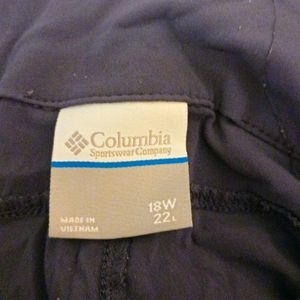 Columbia
Sportswear Company
MADE IN
VIETNAM
18W
22L